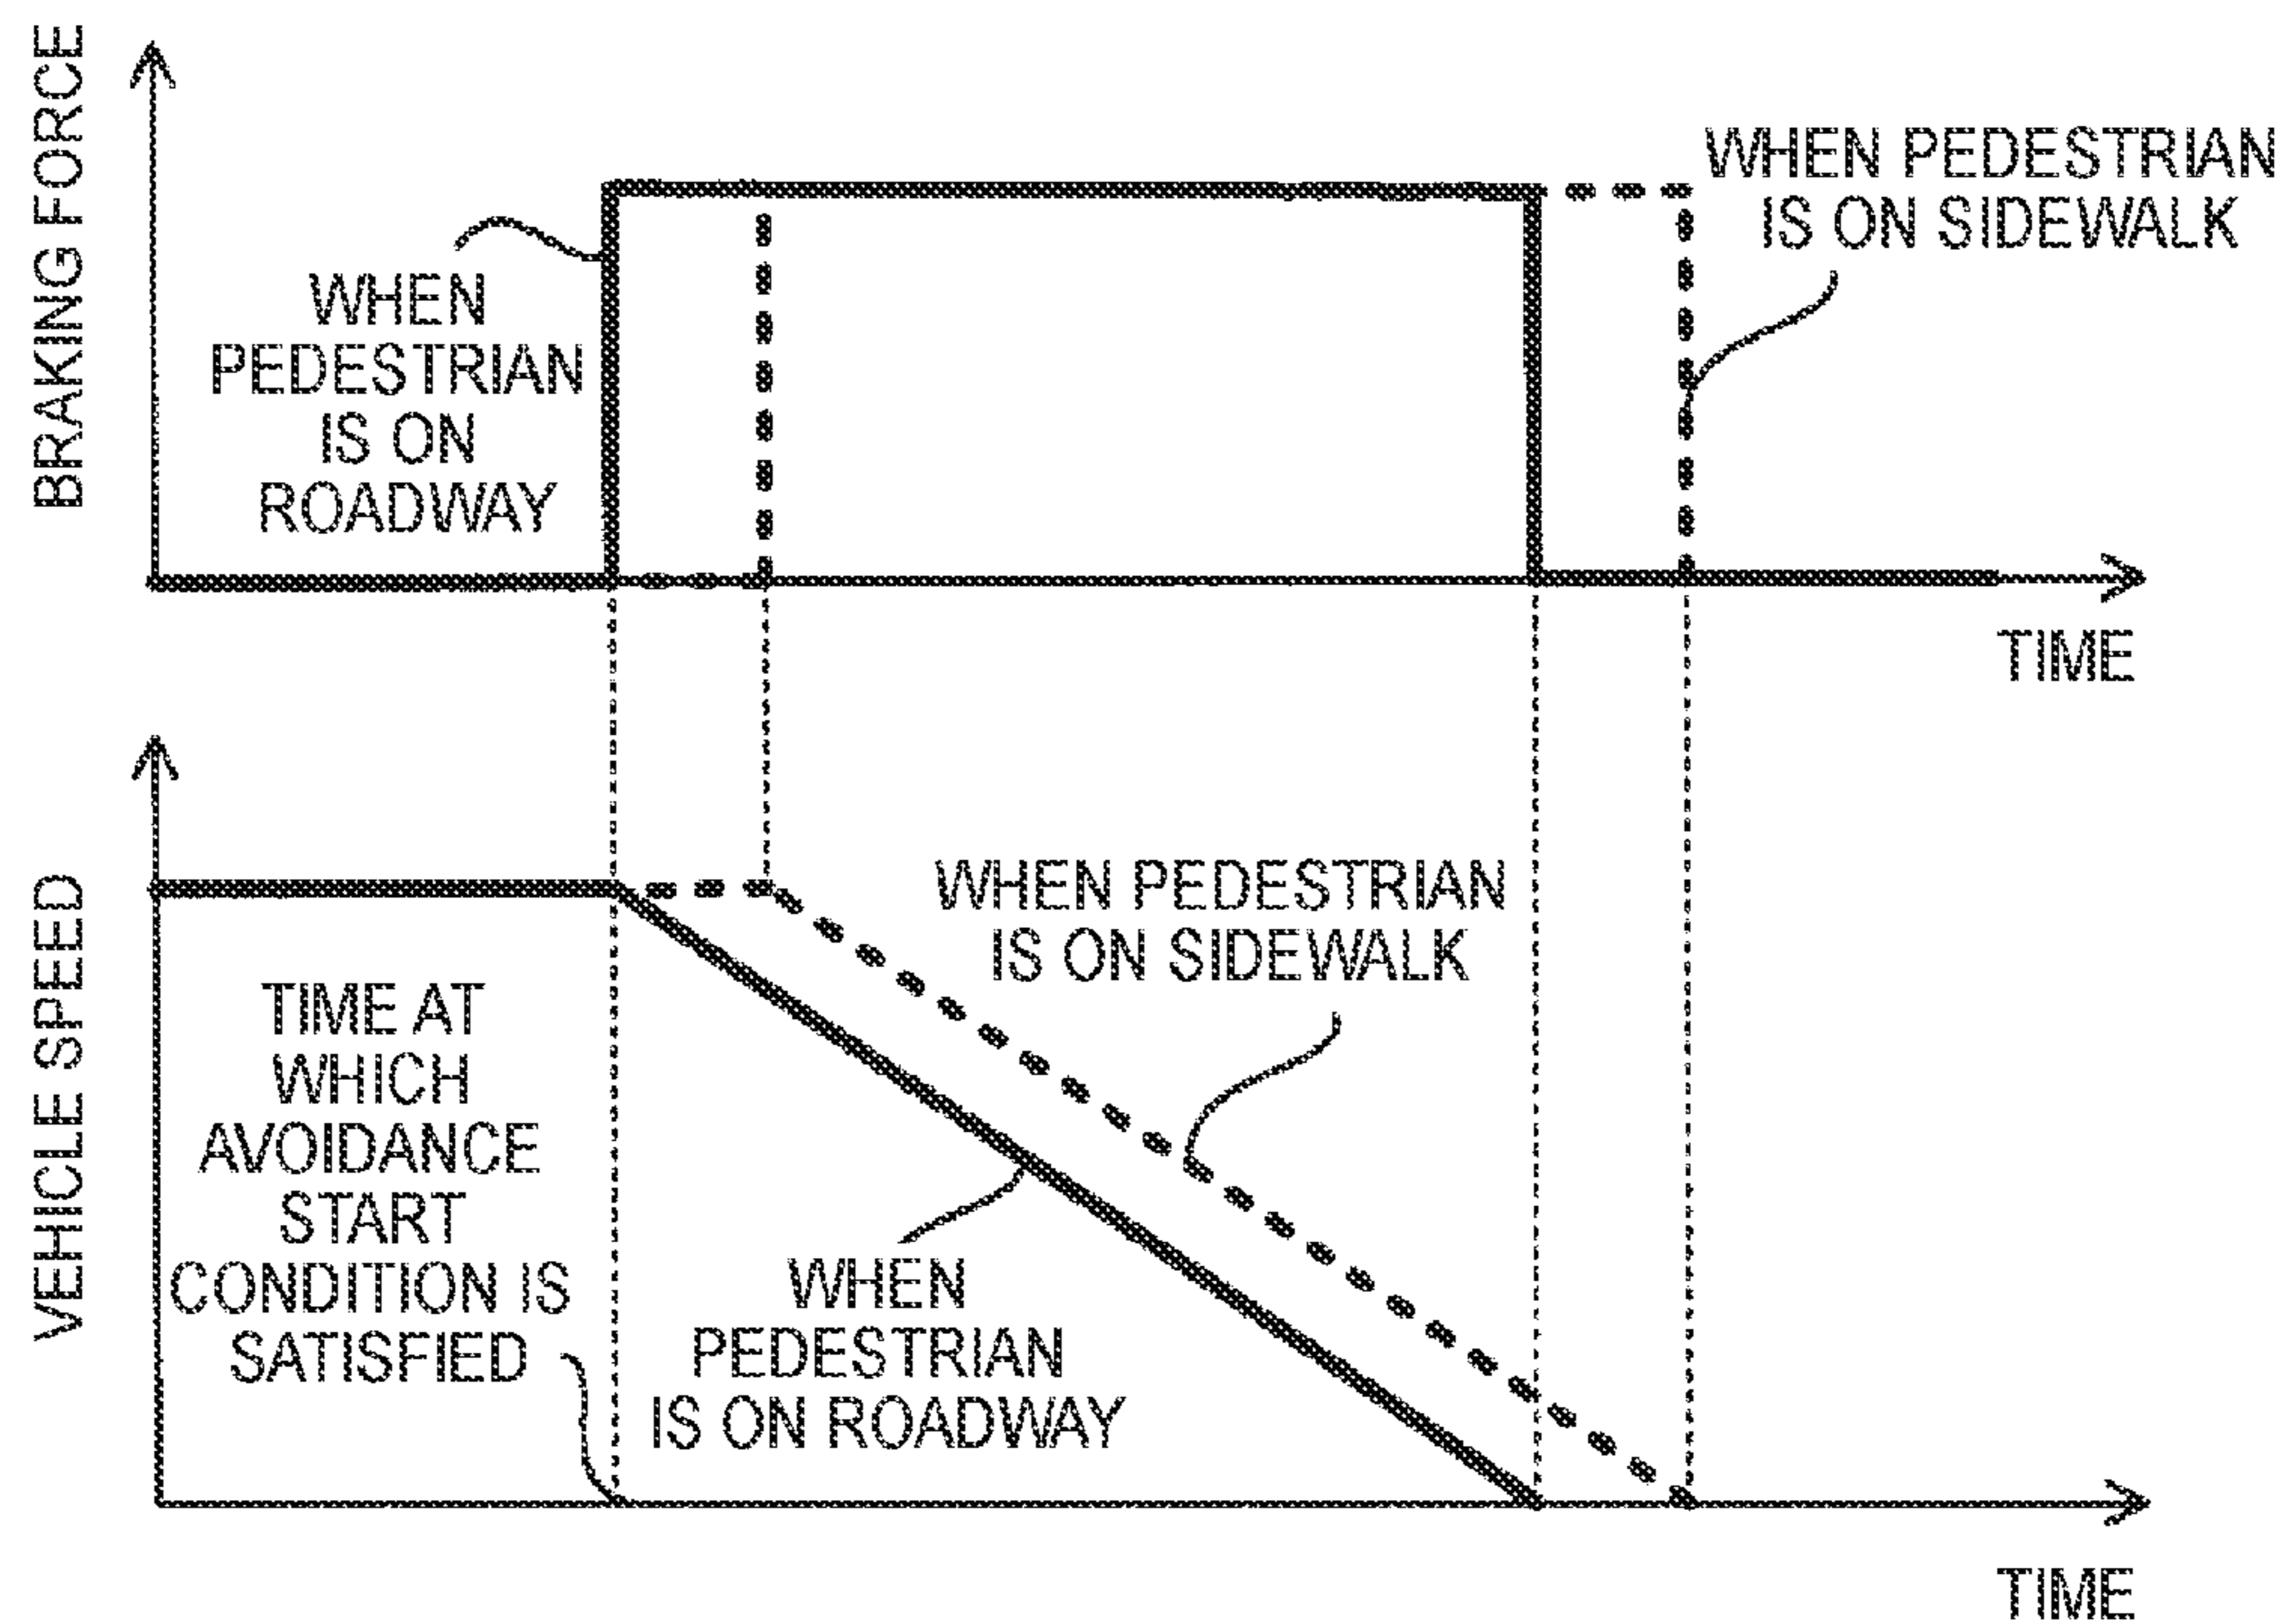 BRAKING FORCE
WHEN
PEDESTRIAN
IS ON
ROADWAY
WHEN PEDESTRIAN
IS ON SIDEWALK
TIME
VEHICLE SPEED
TIME AT
WHICH
AVOIDANCE
START
CONDITION IS
SATISFIED
WHEN PEDESTRIAN
IS ON SIDEWALK
WHEN
PEDESTRIAN
IS ON ROADWAY
TIME